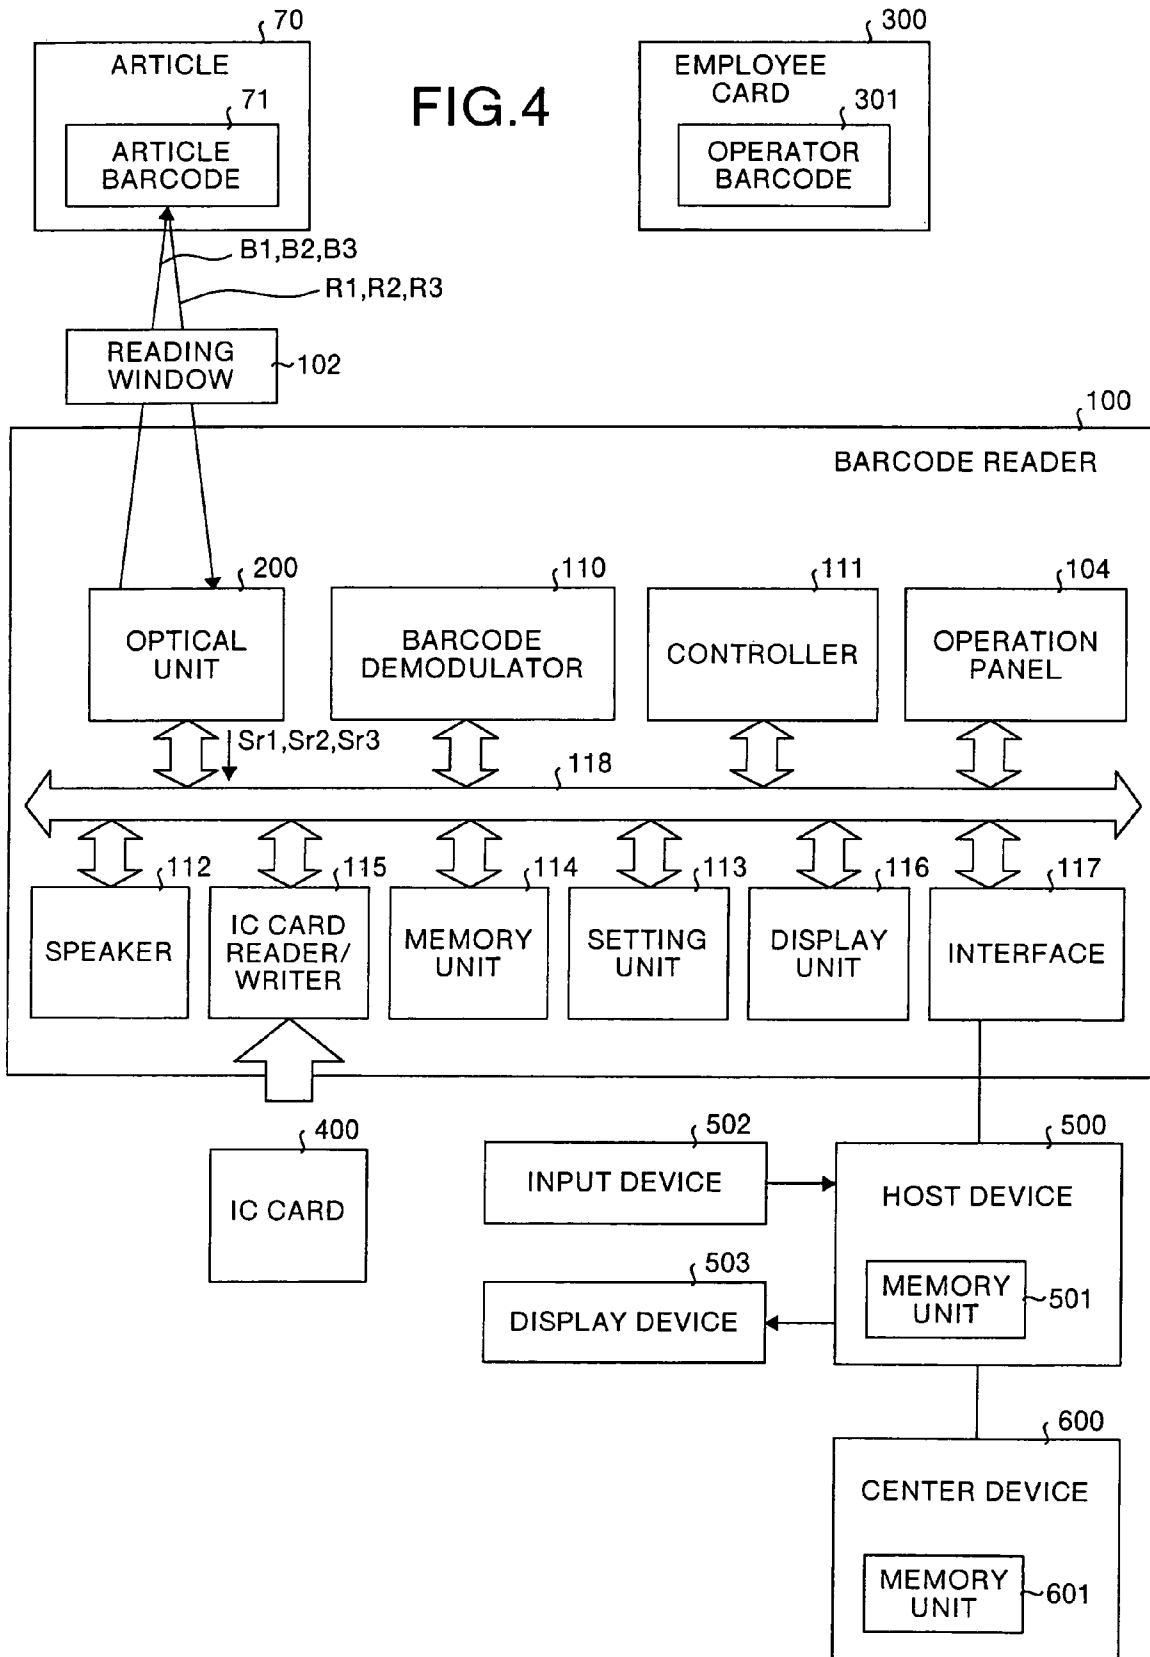 70
300
ARTICLE
EMPLOYEE
CARD
FIG.4
71
301
ARTICLE
BARCODE
OPERATOR
BARCODE
B1,B2,B3
R1,R2,R3
READING
WINDOW
102
100
BARCODE READER
200
110
111
104
OPTICAL
UNIT
BARCODE
DEMODULATOR
CONTROLLER
OPERATION
PANEL
Sr1,Sr2,Sr3
118
112
115
114
113
116
117
SPEAKER
IC CARD
READER/
WRITER
MEMORY
UNIT
SETTING
UNIT
DISPLAY
UNIT
INTERFACE
400
502
500
IC CARD
INPUT DEVICE
HOST DEVICE
503
DISPLAY DEVICE
MEMORY
UNIT
501
600
CENTER DEVICE
MEMORY
UNIT
601